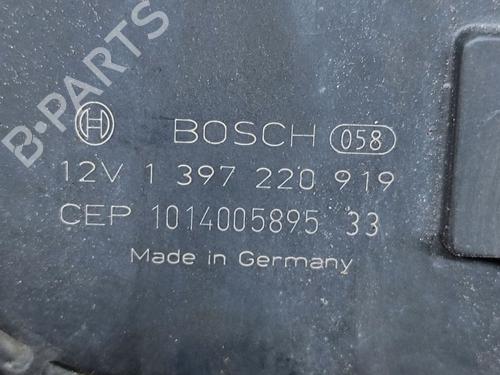 BOSCH 058
12V 1 397 220 919
CEP 1014005895 33
Made in Germany
B-PARTS